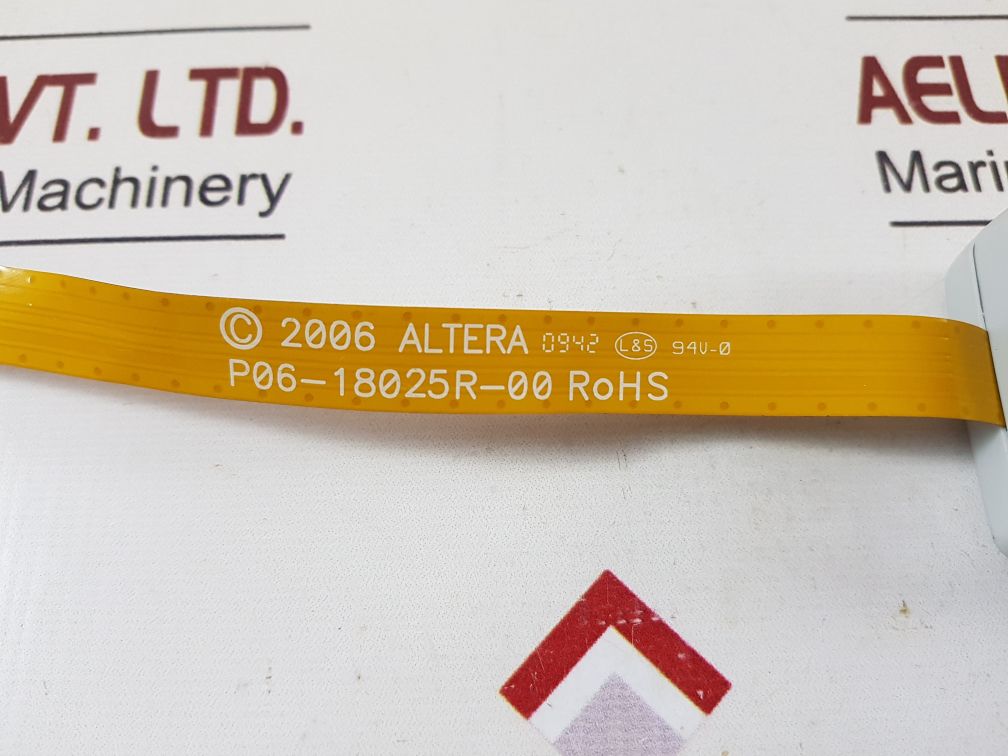 VT. LTD.
Machinery
AEL
Mari
© 2006 ALTERA 0942 L&S 94V-0
P06-18025R-00 RoHS